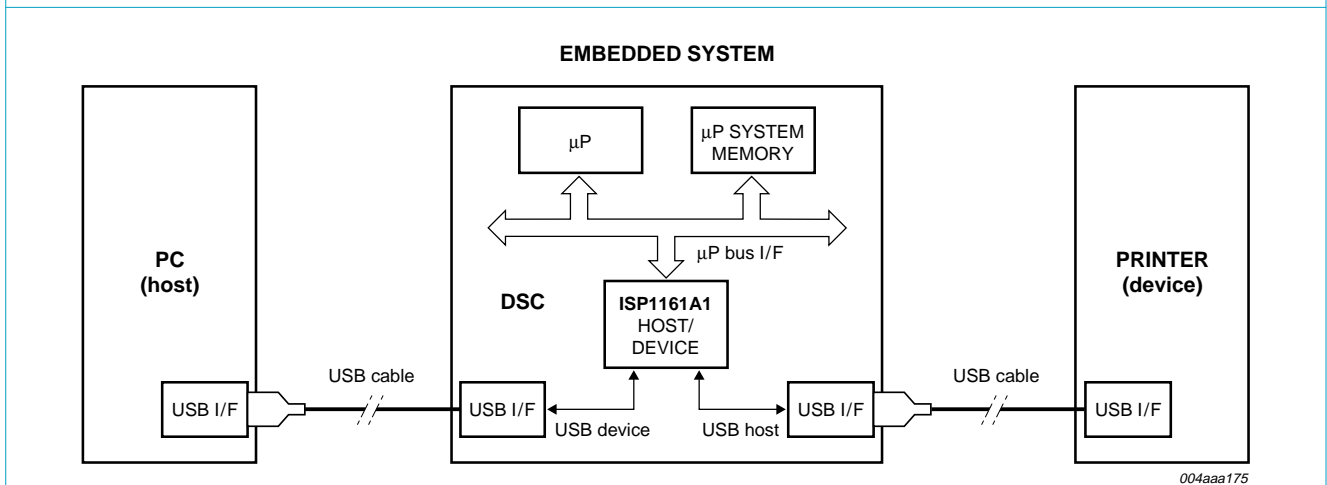 EMBEDDED SYSTEM
μP
μP SYSTEM
MEMORY
μP bus I/F
PC
(host)
DSC
ISP1161A1
HOST/
DEVICE
PRINTER
(device)
USB cable
USB cable
USB I/F
USB I/F
USB device
USB host
USB I/F
USB I/F
004aaa175